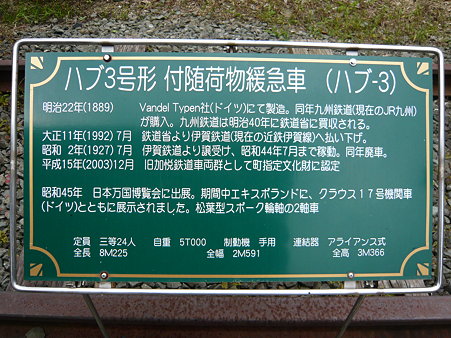 ハブ3号形 付随荷物緩急車 (ハブ-3)
明治22年(1889) Vandel Typen社(ドイツ)にて製造。同年九州鉄道(現在のJR九州)
が購入。九州鉄道は明治40年に鉄道省に買収される。
大正11年(1992) 7月 鉄道省より伊賀鉄道(現在の近鉄伊賀線)へ払い下げ。
昭和 2年(1927) 7月 伊賀鉄道より譲受け、昭和44年7月まで稼動。同年廃車。
平成15年(2003)12月 旧加悦鉄道車両群として町指定文化財に認定
昭和45年 日本万国博覧会に出展。期間中エキスポランドに、クラウス17号機関車
(ドイツ)とともに展示されました。松葉型スポーク輪軸の2軸車
定員 三等24人 自重 5T000 制動機 手用 連結器 アライアンス式
全長 8M225 全幅 2M591 全高 3M366